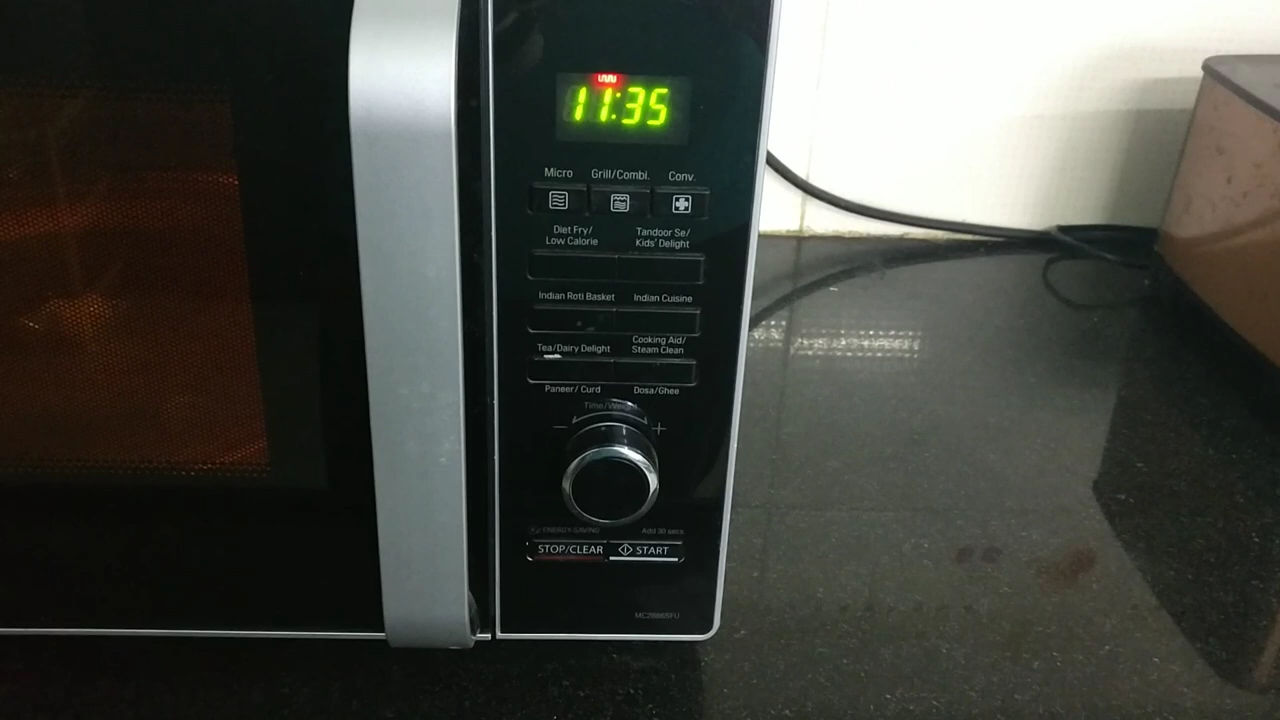 11:35
Micro Grill/Combi. Conv.
Diet Fry/ Tandoor Se/
Low Calorie Kids' Delight
Indian Roti Basket Indian Cuisine
Cooking Aid/
Tea/Dairy Delight Steam Clean
Paneer/ Curd Dosa/Ghee
Time/Weight
− +
ENERGY SAVING Add 30 secs
STOP/CLEAR START